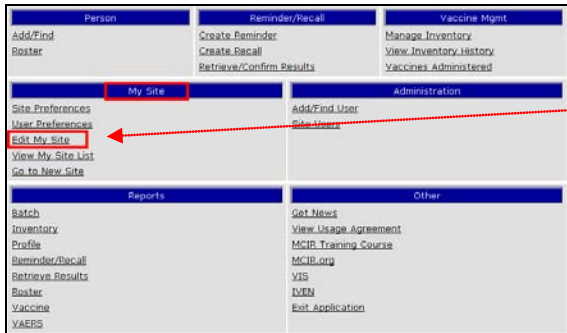 Person
Add/Find
Roster
Reminder/Recall
Create Reminder
Create Recall
Retrieve/Confirm Results
Vaccine Mgmt
Manage Inventory
View Inventory History
Vaccines Administered
My Site
Site Preferences
User Preferences
Edit My Site
View My Site List
Go to New Site
Administration
Add/Find User
Site Users
Reports
Batch
Inventory
Profile
Reminder/Recall
Retrieve Results
Roster
Vaccine
VAERS
Other
Get News
View Usage Agreement
MCIR Training Course
MCIR.org
VIS
IVEN
Exit Application